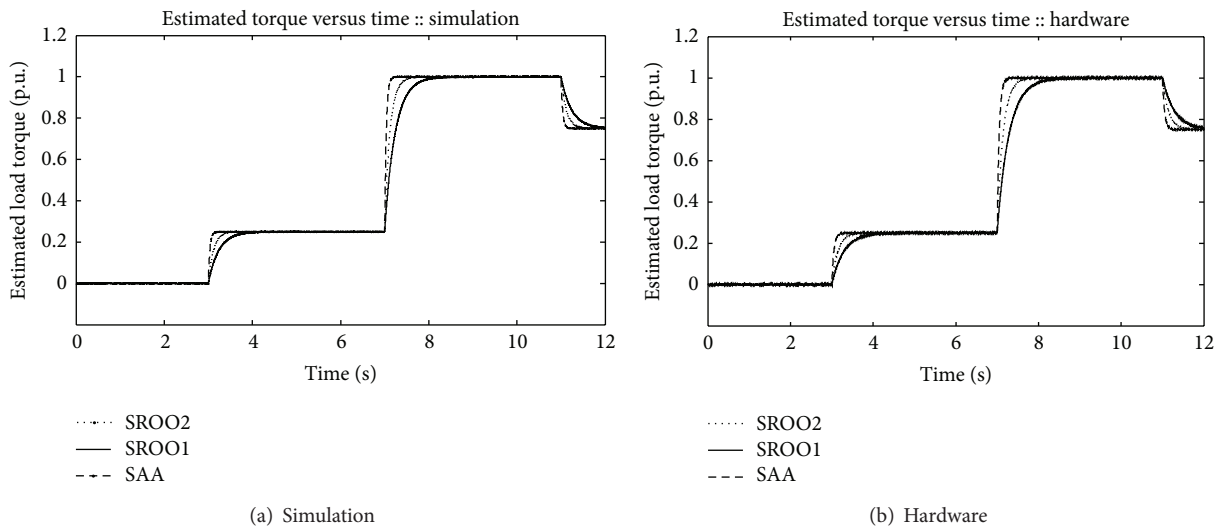 Estimated torque versus time :: simulation
1.2
1
0.8
0.6
0.4
0.2
0
Estimated load torque (p.u.)
0 2 4 6 8 10 12
Time (s)
SROO2
SROO1
SAA
(a) Simulation
Estimated torque versus time :: hardware
1.2
1
0.8
0.6
0.4
0.2
0
Estimated load torque (p.u.)
0 2 4 6 8 10 12
Time (s)
SROO2
SROO1
SAA
(b) Hardware